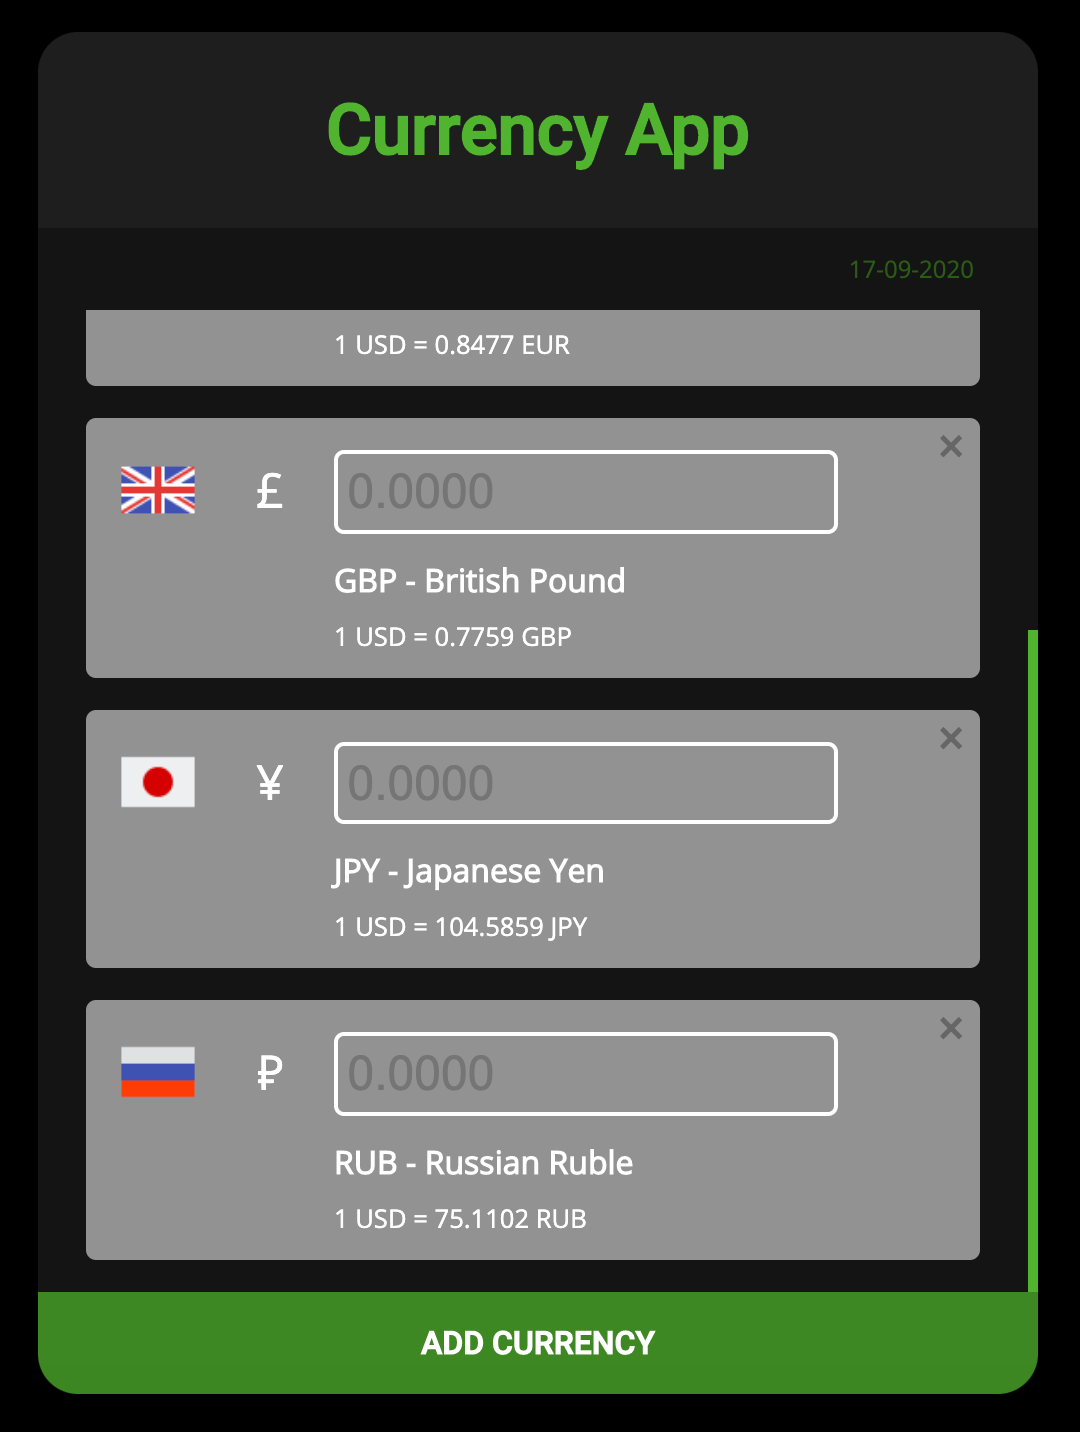 Currency App
17-09-2020
1 USD = 0.8477 EUR
×
£ 0.0000
GBP - British Pound
1 USD = 0.7759 GBP
×
¥ 0.0000
JPY - Japanese Yen
1 USD = 104.5859 JPY
×
₽ 0.0000
RUB - Russian Ruble
1 USD = 75.1102 RUB
ADD CURRENCY